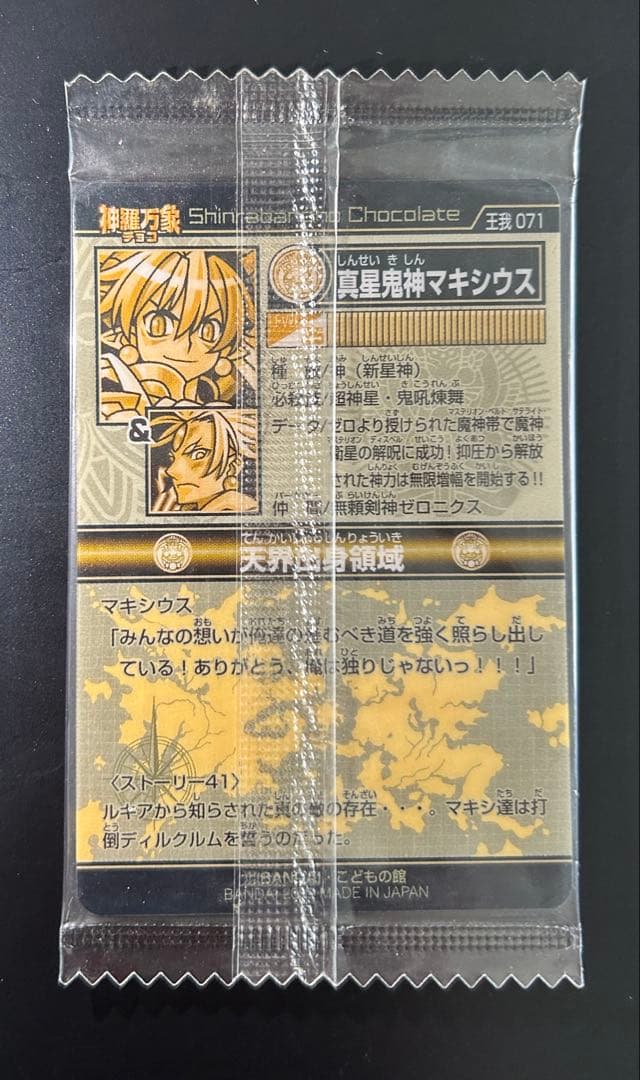 神羅万象
チョコ
Shinrabansho Chocolate
王我 071
しんせい き しん
真星鬼神マキシウス
種 族/神（新星神）
必殺技/超神星・鬼吼煉舞
データ/ゼロより授けられた魔神帯で魔神
衛星の解呪に成功！抑圧から解放
された神力は無限増幅を開始する!!
仲 間/無頼剣神ゼロニクス
&
天界出身領域
マキシウス
「みんなの想いが俺達の進むべき道を強く照らし出し
ている！ありがとう、俺は独りじゃないっ！！！」
〈ストーリー41〉
ルキアから知らされた真の敵の存在・・・。マキシ達は打
倒ディルクルムを誓うのだった。
BANDAI・こどもの館
MADE IN JAPAN